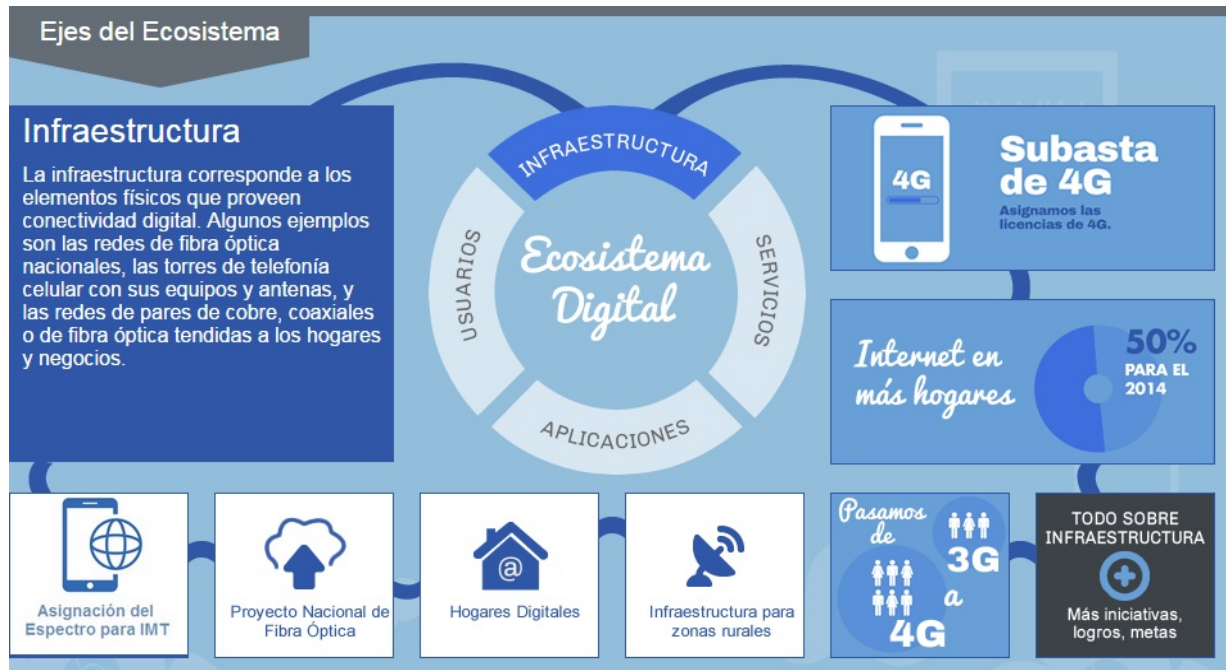 Ejes del Ecosistema
Infraestructura
La infraestructura corresponde a los
elementos físicos que proveen
conectividad digital. Algunos ejemplos
son las redes de fibra óptica
nacionales, las torres de telefonía
celular con sus equipos y antenas, y
las redes de pares de cobre, coaxiales
o de fibra óptica tendidas a los hogares
y negocios.
INFRAESTRUCTURA
USUARIOS
Ecosistema
Digital
SERVICIOS
APLICACIONES
4G
Subasta
de 4G
Asignamos las
licencias de 4G.
Internet en
más hogares
50%
PARA EL
2014
Asignación del
Espectro para IMT
Proyecto Nacional de
Fibra Óptica
@
Hogares Digitales
Infraestructura para
zonas rurales
Pasamos
de
3G
a
4G
TODO SOBRE
INFRAESTRUCTURA
Más iniciativas,
logros, metas